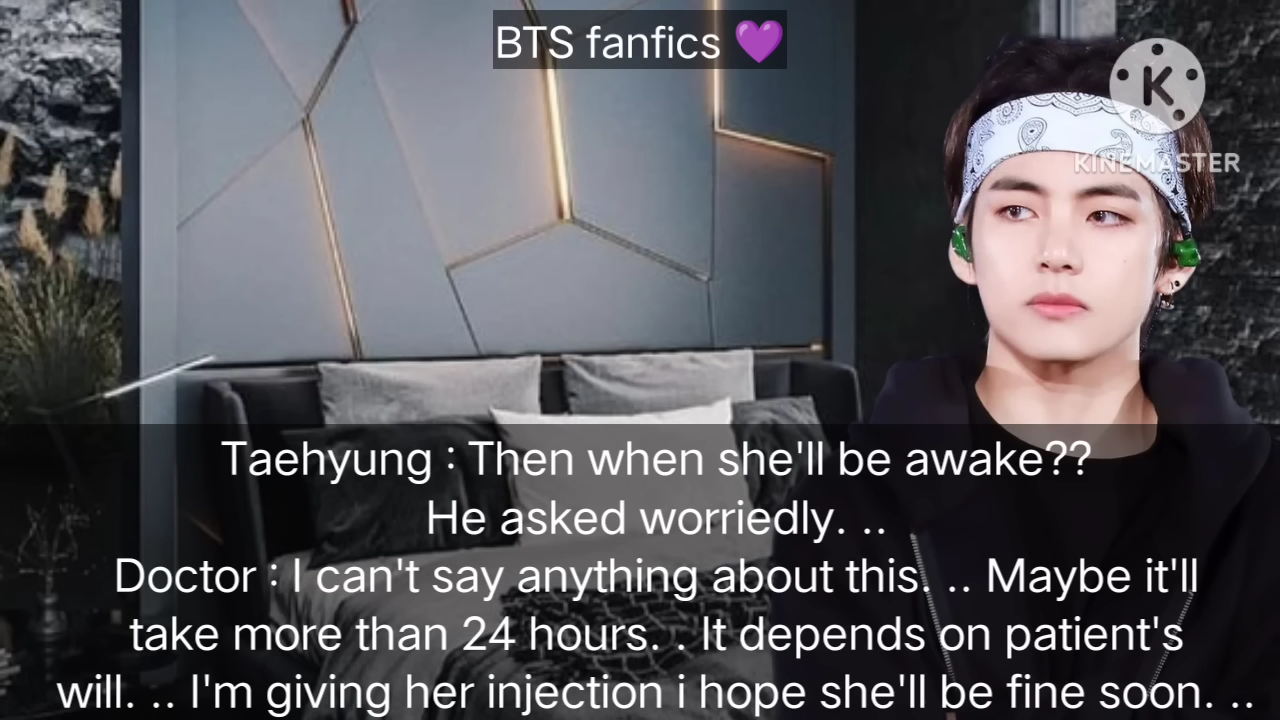 BTS fanfics 💜
K
KINEMASTER
Taehyung : Then when she'll be awake??
He asked worriedly. ..
Doctor : I can't say anything about this. .. Maybe it'll
take more than 24 hours. . It depends on patient's
will. .. I'm giving her injection i hope she'll be fine soon. ..